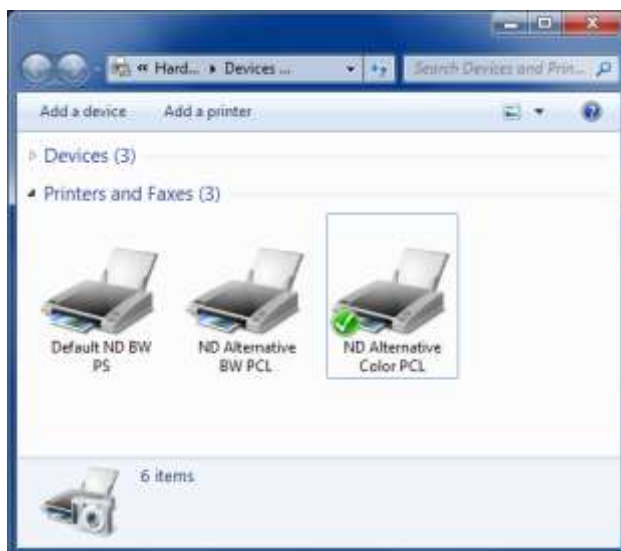 « Hard... ▸ Devices ...
Search Devices and Prin...
Add a device Add a printer
Devices (3)
Printers and Faxes (3)
Default ND BW
PS
ND Alternative
BW PCL
ND Alternative
Color PCL
6 items